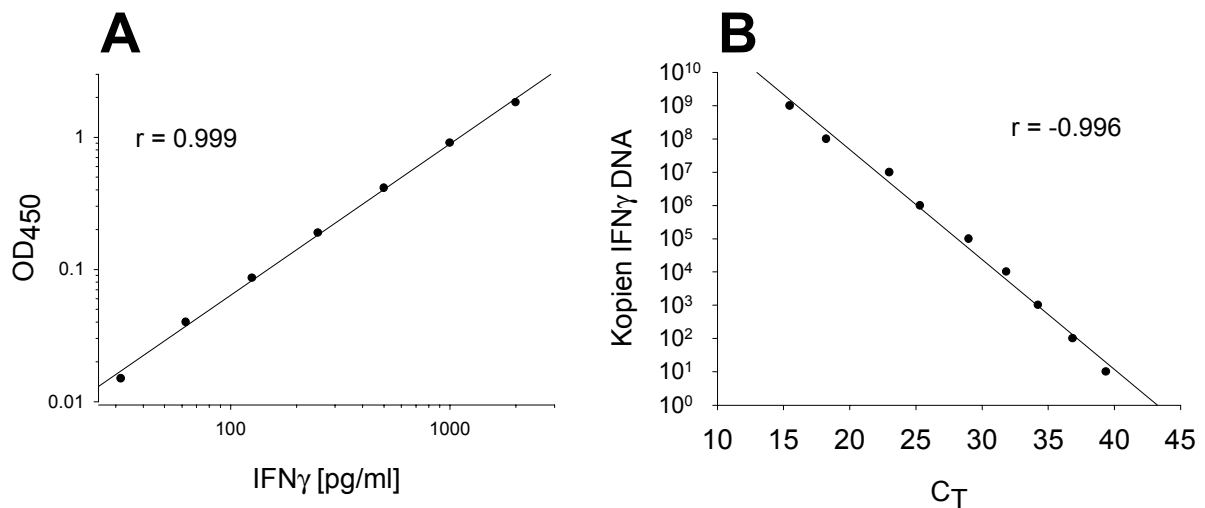 A
r = 0.999
1
0.1
0.01
OD450
100
1000
IFNγ [pg/ml]
B
r = -0.996
10¹⁰
10⁹
10⁸
10⁷
10⁶
10⁵
10⁴
10³
10²
10¹
10⁰
Kopien IFNγ DNA
10 15 20 25 30 35 40 45
CT